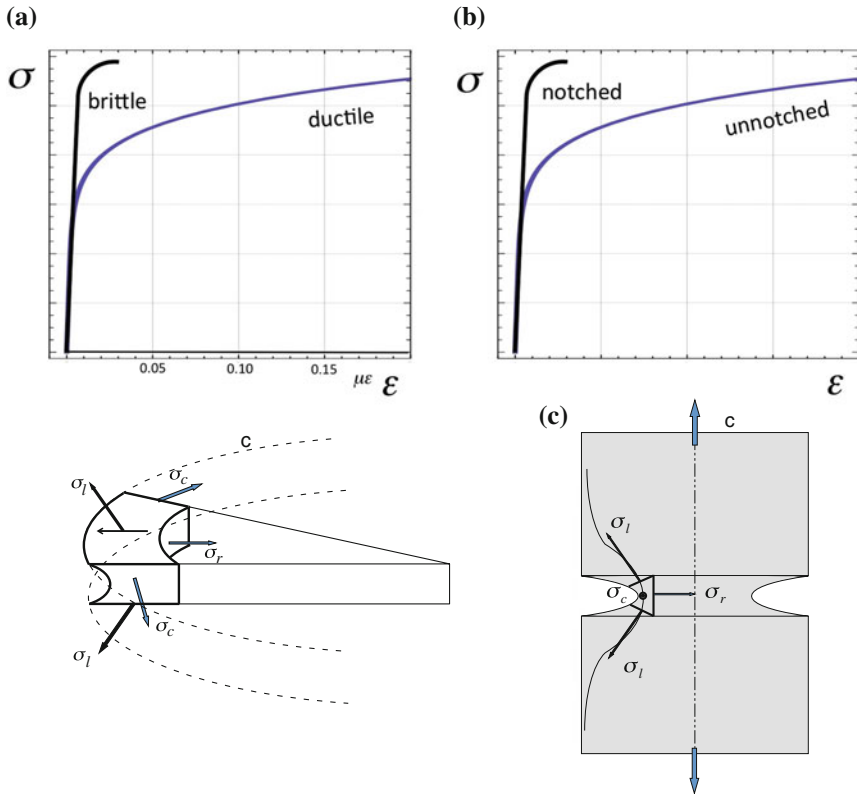 (a)
σ
brittle
ductile
0.05
0.10
0.15
με
ε
(b)
σ
notched
unnotched
ε
c
σl
σc
σr
σc
σl
(c)
c
σl
σc
σr
σl